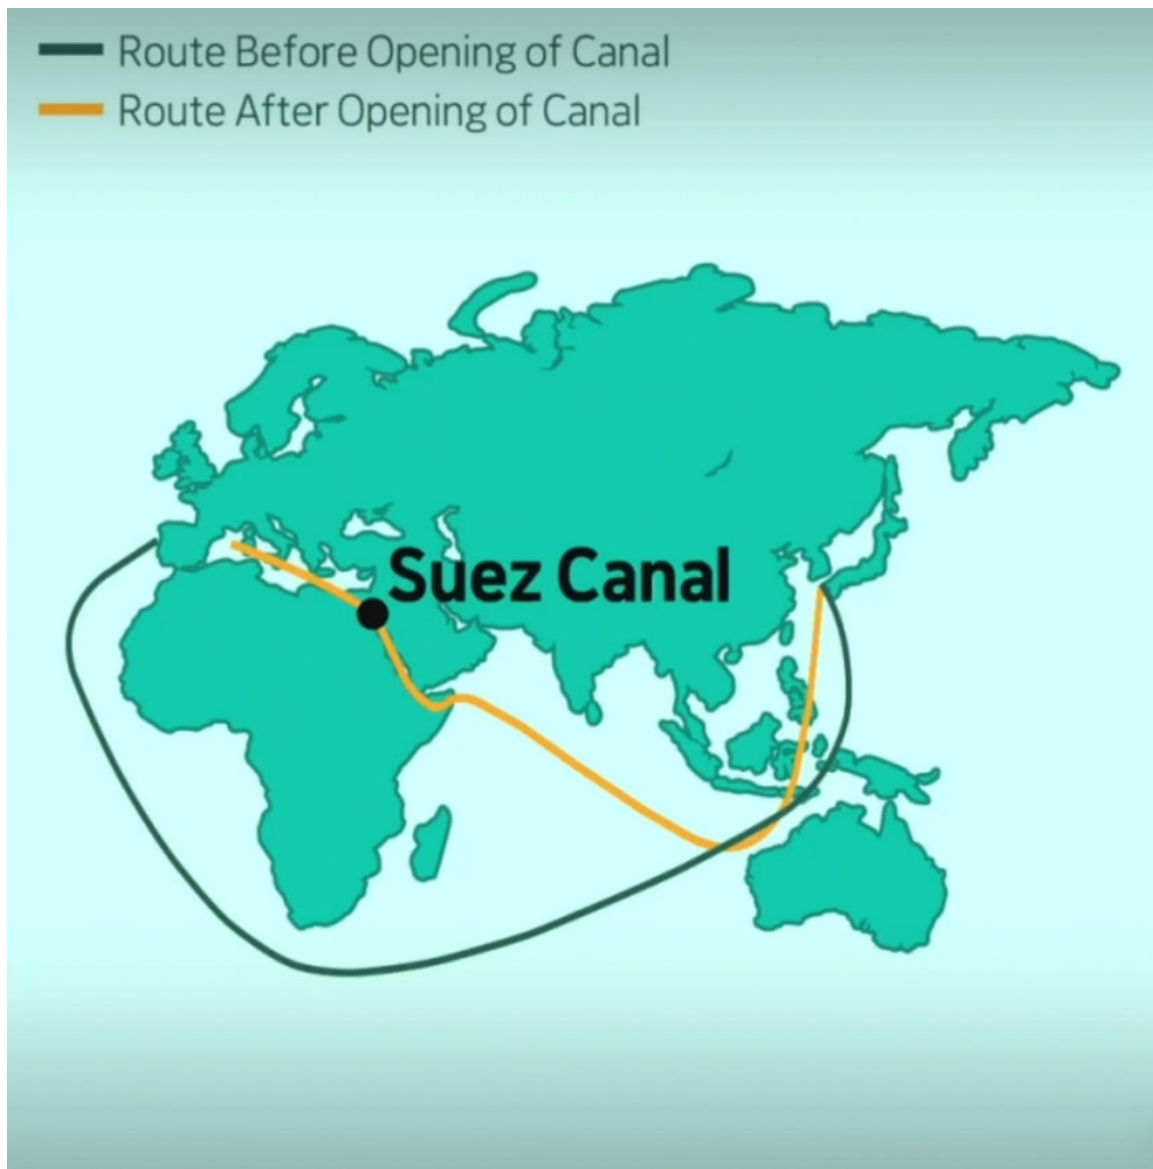 Route Before Opening of Canal
Route After Opening of Canal
Suez Canal